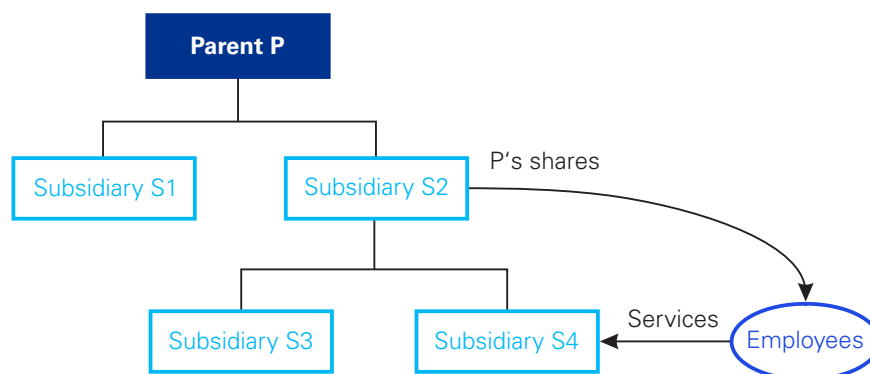 Parent P
P‘s shares
Subsidiary S1
Subsidiary S2
Services
Subsidiary S3
Subsidiary S4
Employees